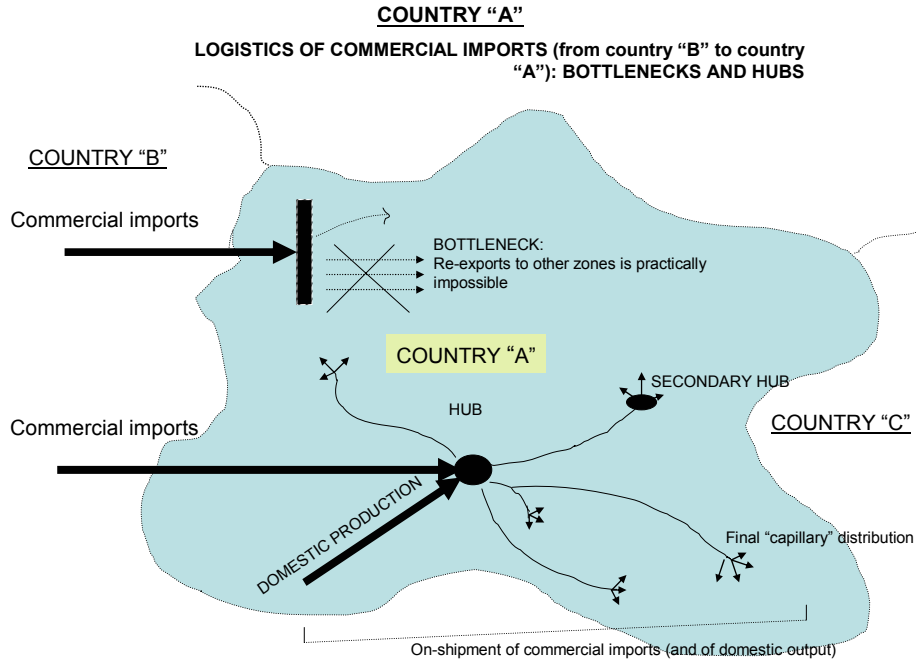 COUNTRY “A”
LOGISTICS OF COMMERCIAL IMPORTS (from country “B” to country
“A”): BOTTLENECKS AND HUBS
COUNTRY “B”
Commercial imports
BOTTLENECK:
Re-exports to other zones is practically
impossible
COUNTRY “A”
SECONDARY HUB
HUB
COUNTRY “C”
Commercial imports
DOMESTIC PRODUCTION
Final “capillary” distribution
On-shipment of commercial imports (and of domestic output)